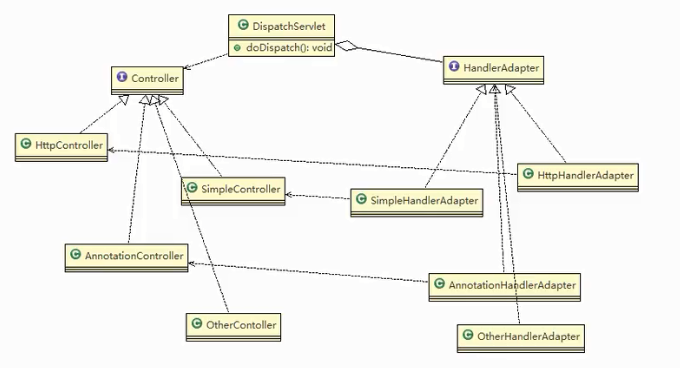 DispatchServlet
doDispatch(): void
Controller
HandlerAdapter
HttpController
HttpHandlerAdapter
SimpleController
SimpleHandlerAdapter
AnnotationController
AnnotationHandlerAdapter
OtherContoller
OtherHandlerAdapter